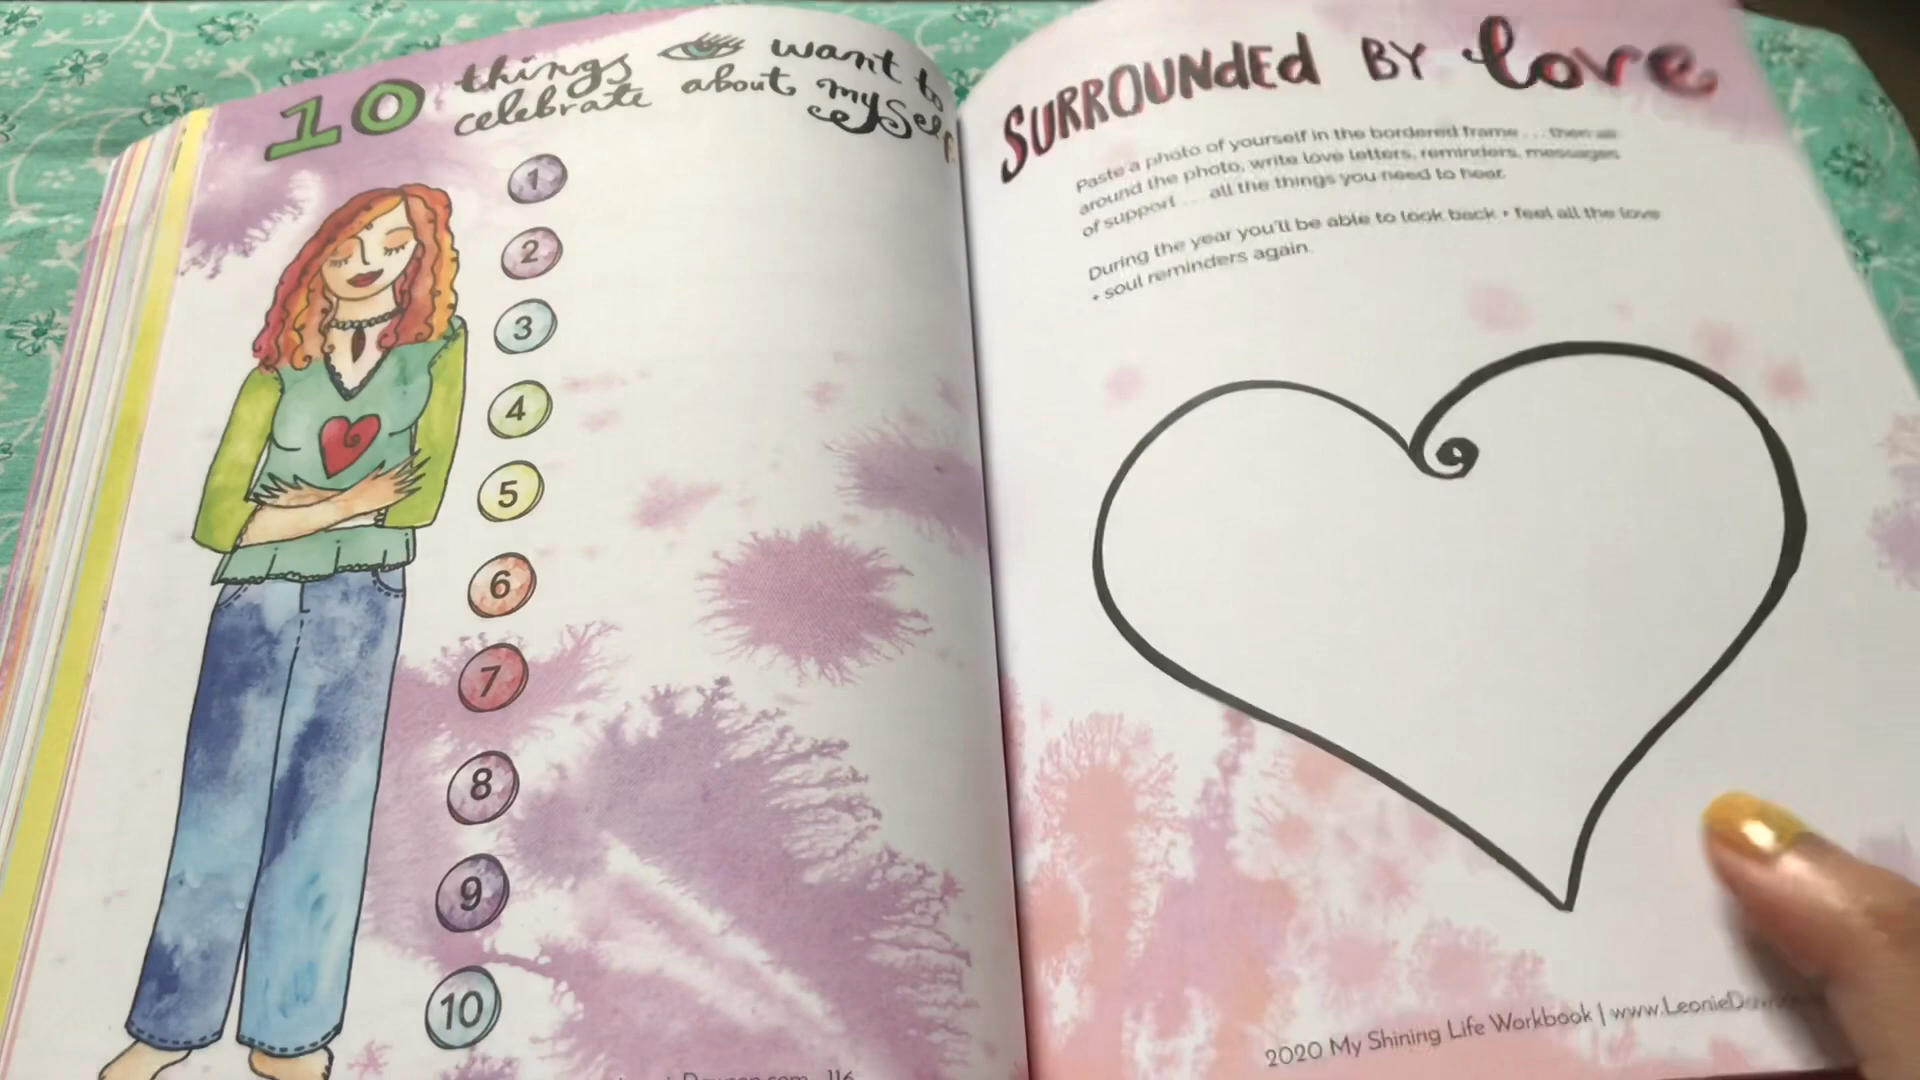 10 things want to
celebrate about myself
1
2
3
4
5
6
7
8
9
10
116
SURROUNDED BY love
Paste a photo of yourself in the bordered frame . . . then
around the photo, write love letters, reminders, messages
of support . . . all the things you need to hear.
During the year you'll be able to look back + feel all the love
+ soul reminders again.
2020 My Shining Life Workbook | www.LeonieD